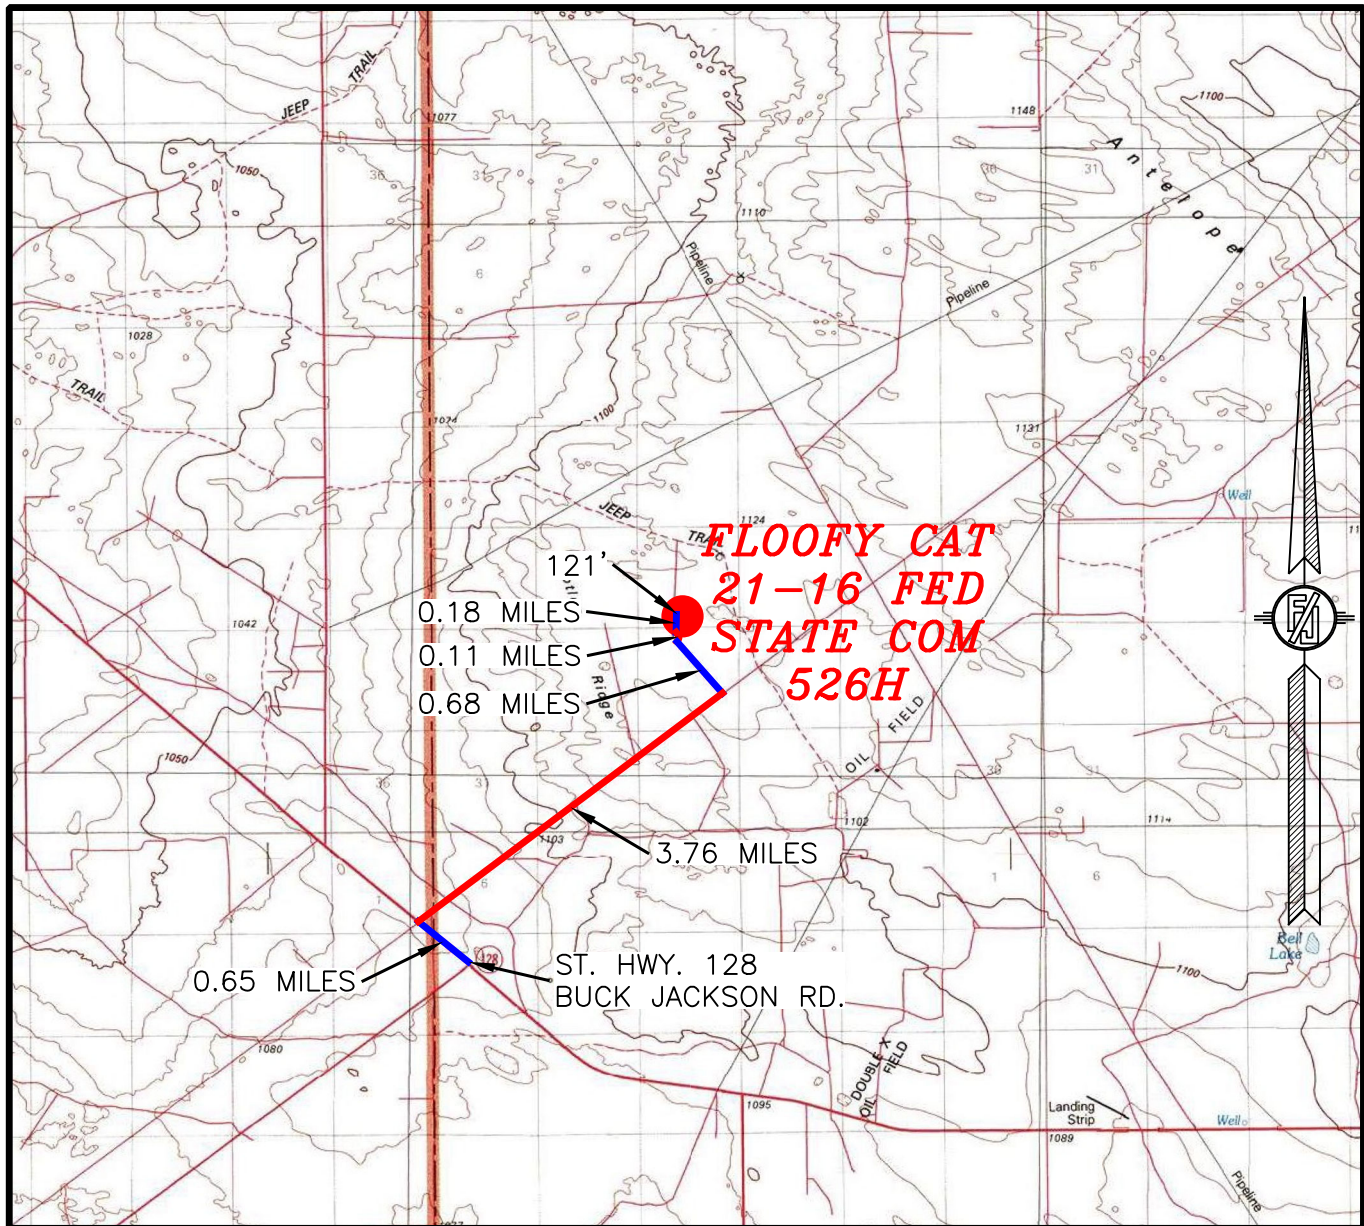 TRAIL
JEEP
1077
1148
1100
Antelope
36
31
36
31
1050
1110
Pipeline
Pipeline
6
6
1028
TRAIL
1074
1100
1131
Well
JEEP
TRAIL
1124
FLOOFY CAT
21-16 FED
STATE COM
526H
121'
0.18 MILES
0.11 MILES
0.68 MILES
1042
Ridge
FIELD
OIL
1050
36
31
36
31
1103
1102
1114
3.76 MILES
6
1
6
1
128
ST. HWY. 128
BUCK JACKSON RD.
0.65 MILES
Bell
Lake
1100
1080
DOUBLE X
OIL FIELD
1095
Landing
Strip
1089
Well
Pipeline